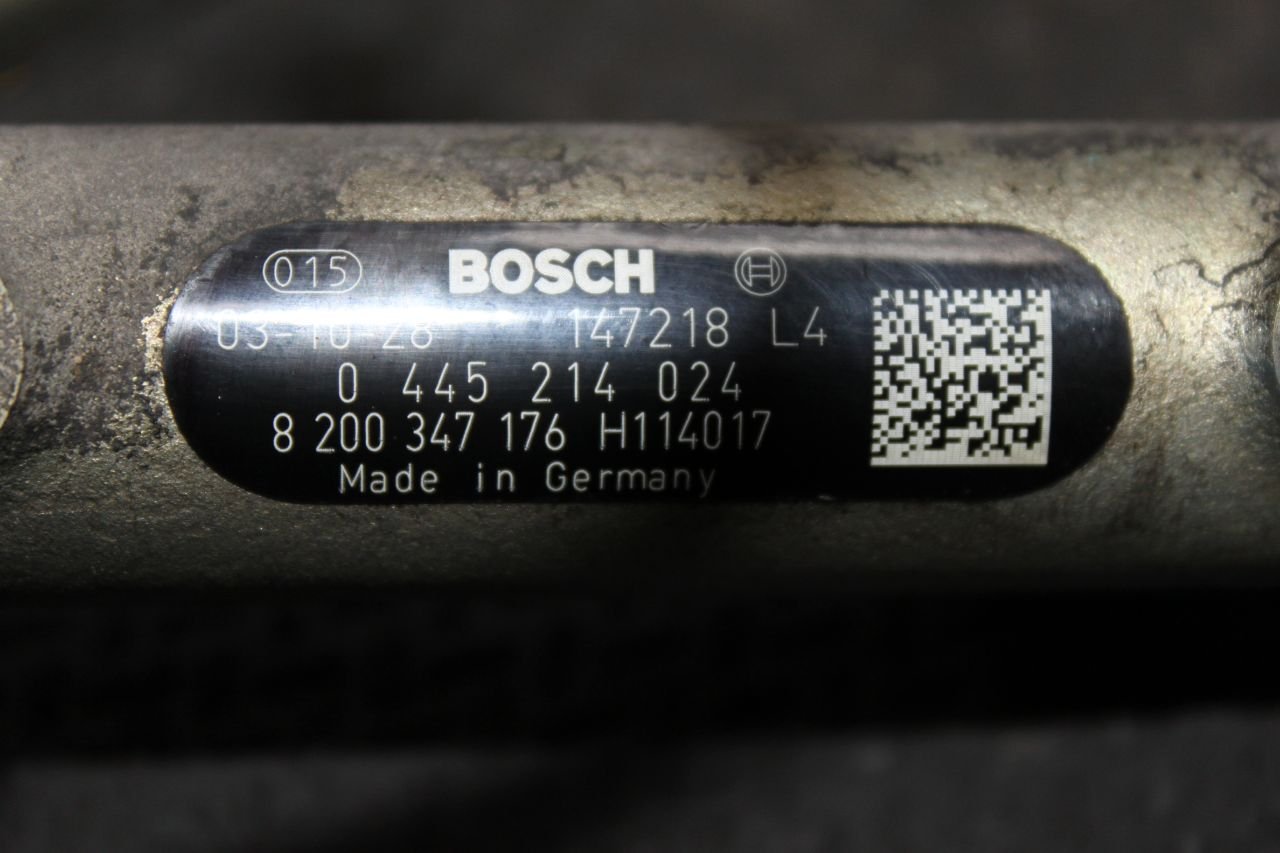 015 BOSCH
03-10-28 147218 L4
0 445 214 024
8 200 347 176 H114017
Made in Germany